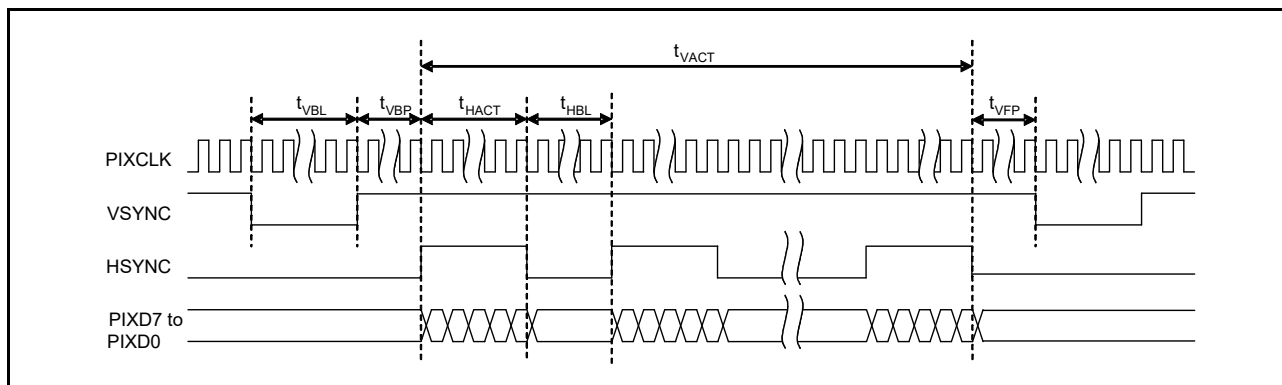 tVACT
tVBL tVBP tHACT tHBL tVFP
PIXCLK
VSYNC
HSYNC
PIXD7 to
PIXD0